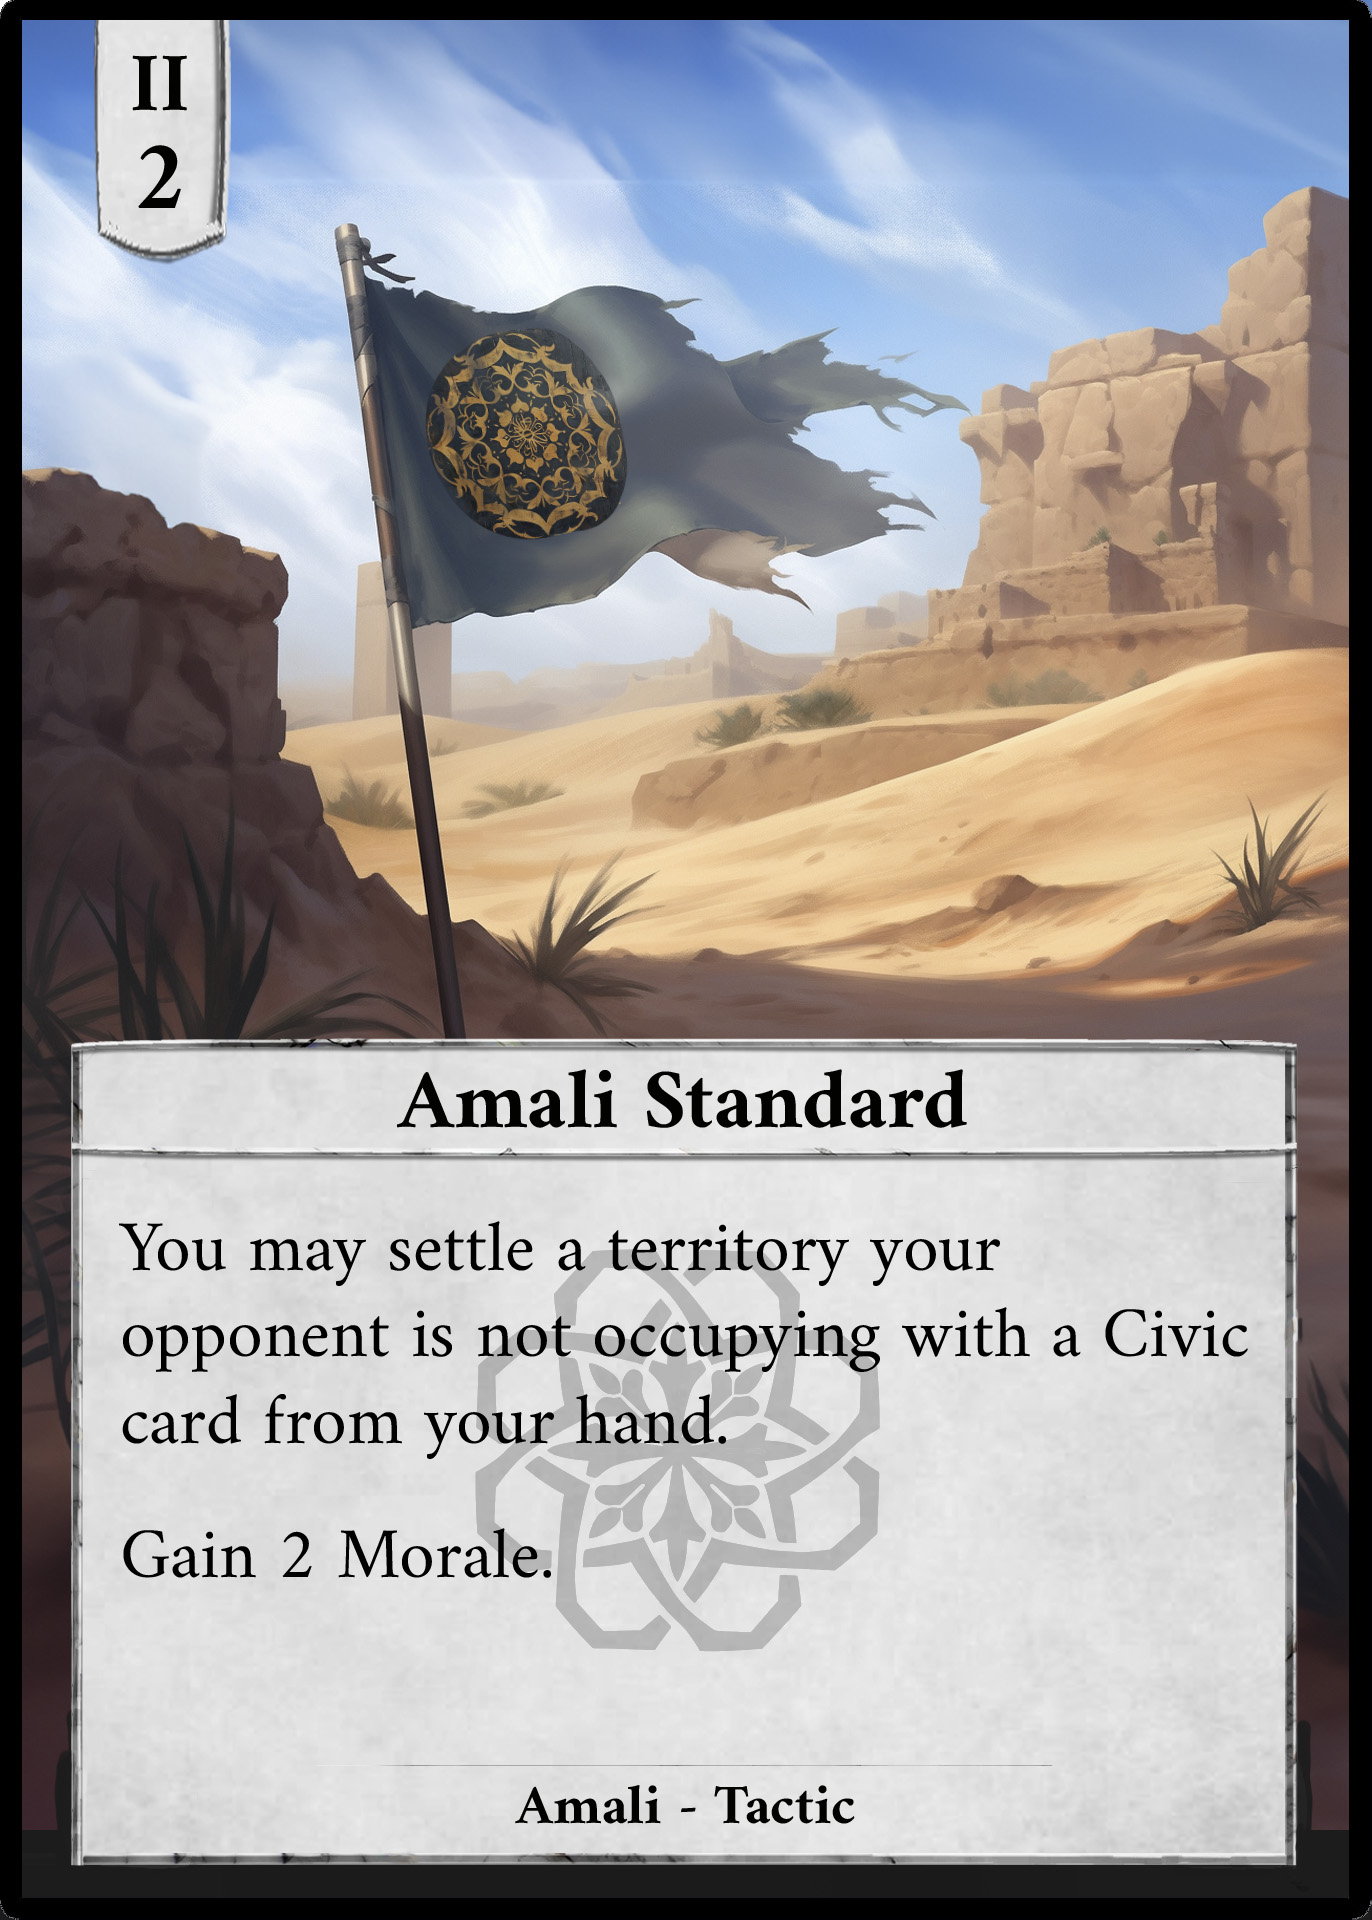 II
2
Amali Standard
You may settle a territory your
opponent is not occupying with a Civic
card from your hand.
Gain 2 Morale.
Amali - Tactic